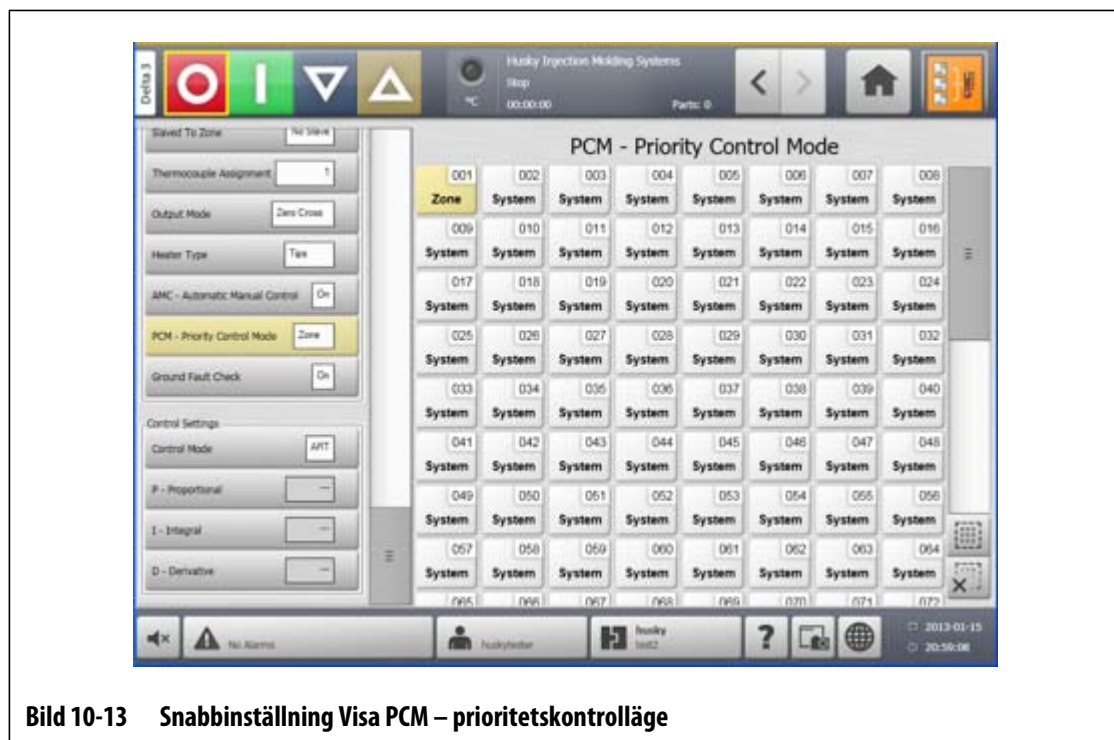 Delta 3
Husky Injection Molding Systems
Stop
°C
00:00:00
Parts: 0
Slaved To Zone No Slave
Thermocouple Assignment 1
Output Mode Zero Cross
Heater Type Tips
AMC - Automatic Manual Control On
PCM - Priority Control Mode Zone
Ground Fault Check On
Control Settings
Control Mode ART
P - Proportional ---
I - Integral ---
D - Derivative ---
PCM - Priority Control Mode
001 002 003 004 005 006 007 008
Zone System System System System System System System
009 010 011 012 013 014 015 016
System System System System System System System System
017 018 019 020 021 022 023 024
System System System System System System System System
025 026 027 028 029 030 031 032
System System System System System System System System
033 034 035 036 037 038 039 040
System System System System System System System System
041 042 043 044 045 046 047 048
System System System System System System System System
049 050 051 052 053 054 055 056
System System System System System System System System
057 058 059 060 061 062 063 064
System System System System System System System System
065 066 067 068 069 070 071 072
No Alarms
huskytester
husky
test2
?
2013-01-15
20:59:06
Bild 10-13 Snabbinställning Visa PCM – prioritetskontrolläge